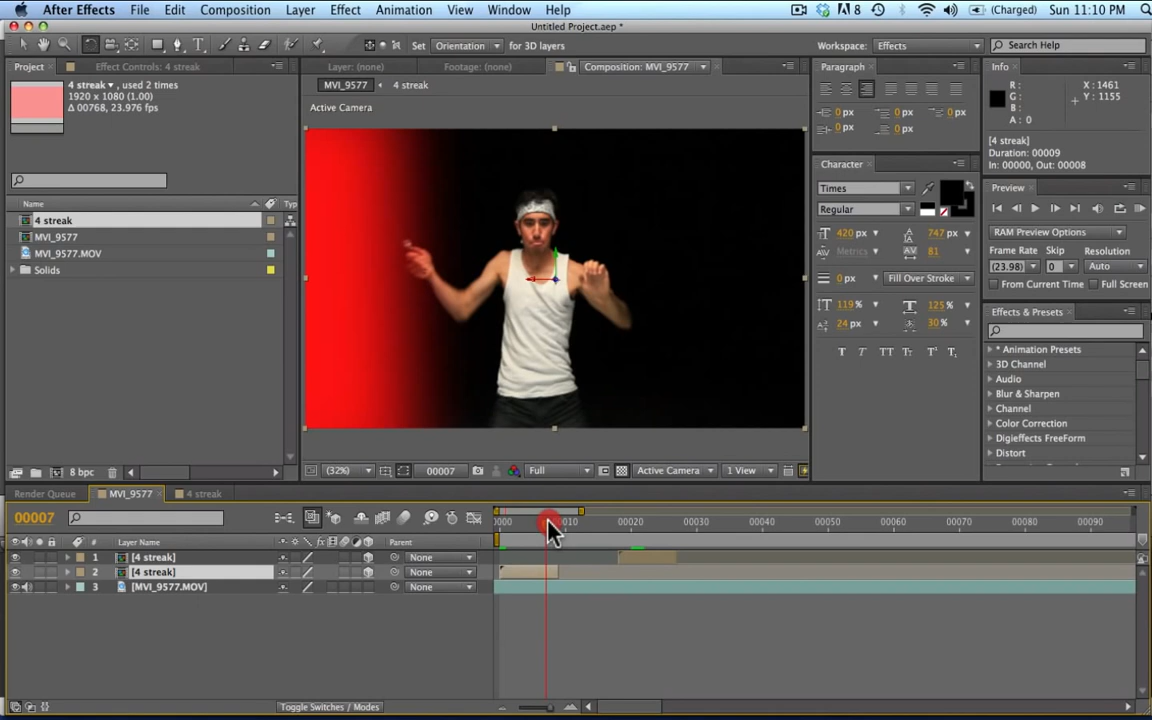 After Effects File Edit Composition Layer Effect Animation View Window Help 8 (Charged) Sun 11:10 PM
Untitled Project.aep *
Set Orientation for 3D layers Workspace: Effects Search Help
Project Effect Controls: 4 streak Layer: (none) Footage: (none) Composition: MVI_9577 Paragraph Info
4 streak, used 2 times
1920 x 1080 (1.00)
Δ 00768, 23.976 fps
MVI_9577 4 streak
Active Camera
0 px 0 px 0 px
0 px 0 px
R: X: 1461
G: Y: 1155
B:
A: 0
[4 streak]
Duration: 00009
In: 00000, Out: 00008
Character
Times
Regular
420 px 747 px
Metrics 81
0 px Fill Over Stroke
119 % 125 %
24 px 30 %
T T TT Tr T¹ T₁
Preview
RAM Preview Options
Frame Rate Skip Resolution
(23.98) 0 Auto
From Current Time Full Screen
Effects & Presets
* Animation Presets
3D Channel
Audio
Blur & Sharpen
Channel
Color Correction
Digieffects FreeForm
Distort
Name Typ
4 streak
MVI_9577
MVI_9577.MOV
Solids
8 bpc
(32%) 00007 Full Active Camera 1 View
Render Queue MVI_9577 4 streak
00007
0000 0010 00020 00030 00040 00050 00060 00070 00080 00090
# Layer Name fx Parent
1 [4 streak] None
2 [4 streak] None
3 [MVI_9577.MOV] None
Toggle Switches / Modes